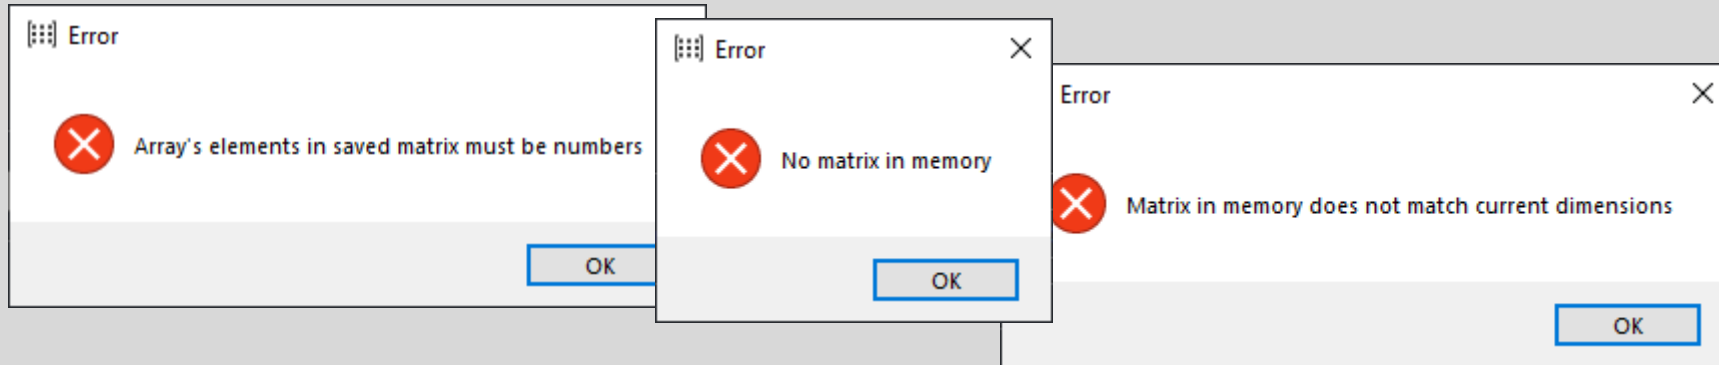 Error
Array's elements in saved matrix must be numbers
OK
Error
No matrix in memory
OK
Error
Matrix in memory does not match current dimensions
OK